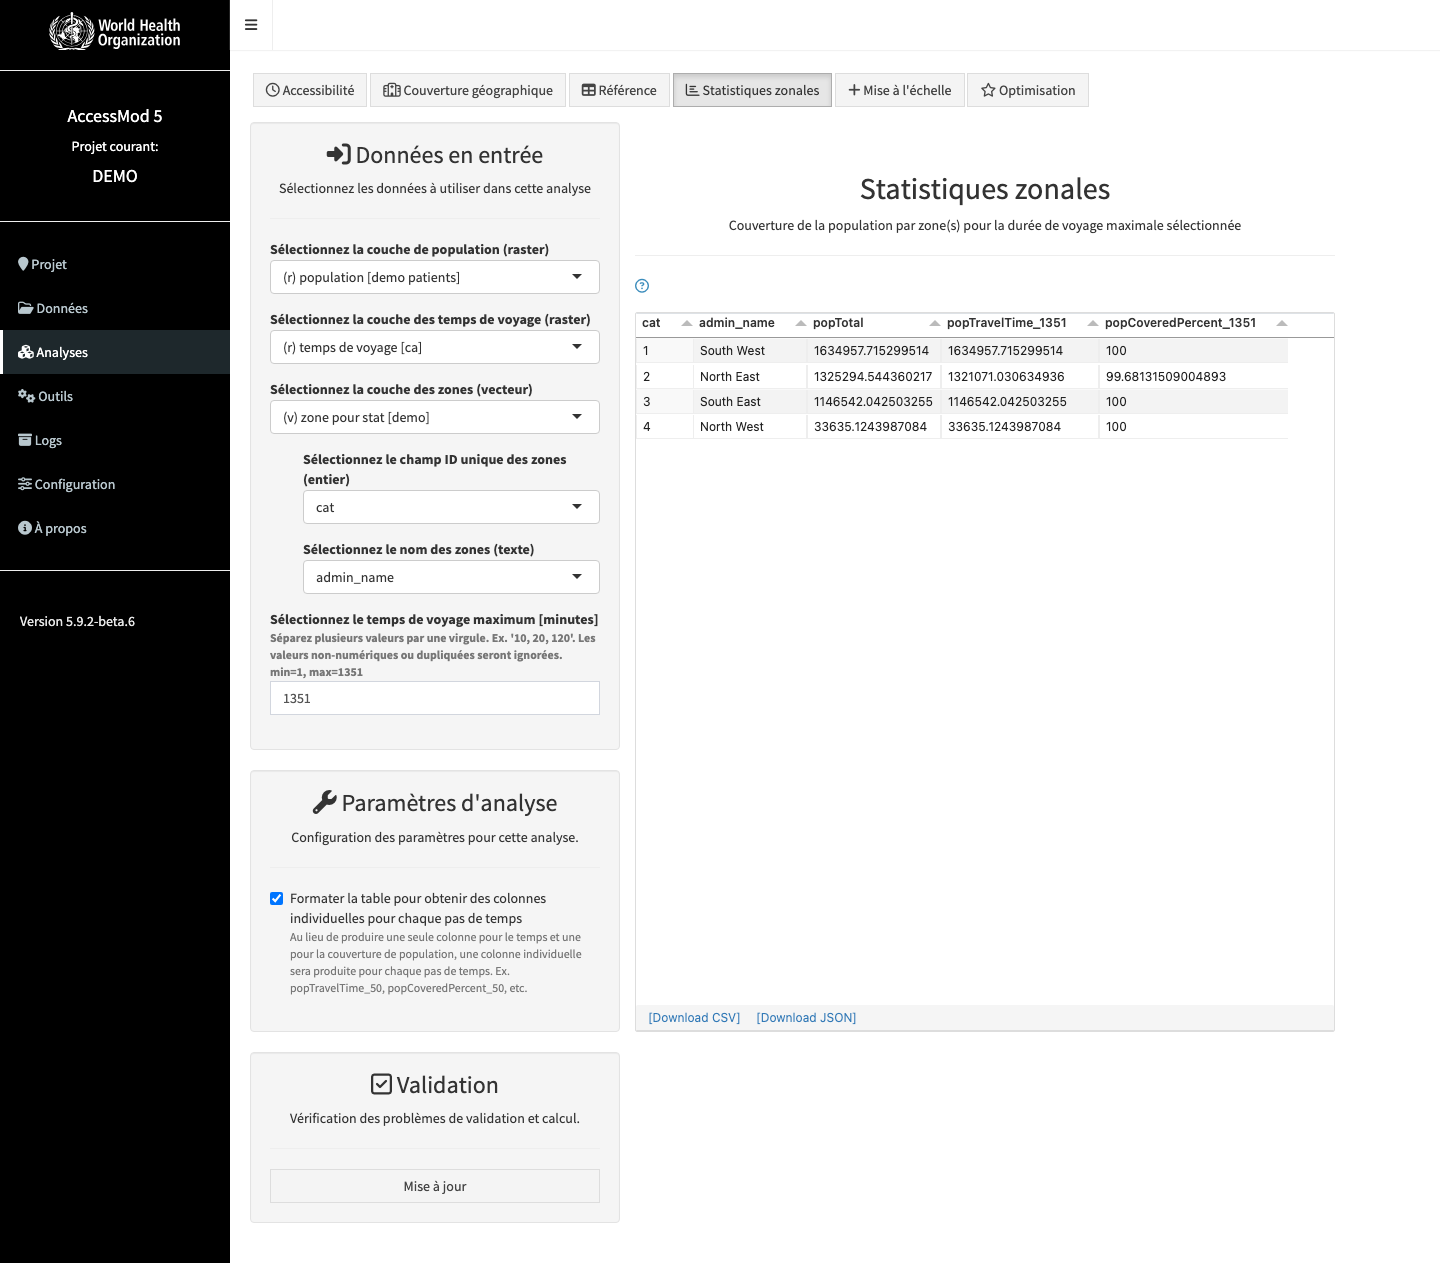 World Health
Organization
AccessMod 5
Projet courant:
DEMO
Projet
Données
Analyses
Outils
Logs
Configuration
À propos
Version 5.9.2-beta.6
Accessibilité
Couverture géographique
Référence
Statistiques zonales
Mise à l'échelle
Optimisation
Données en entrée
Sélectionnez les données à utiliser dans cette analyse
Sélectionnez la couche de population (raster)
(r) population [demo patients]
Sélectionnez la couche des temps de voyage (raster)
(r) temps de voyage [ca]
Sélectionnez la couche des zones (vecteur)
(v) zone pour stat [demo]
Sélectionnez le champ ID unique des zones
(entier)
cat
Sélectionnez le nom des zones (texte)
admin_name
Sélectionnez le temps de voyage maximum [minutes]
Séparez plusieurs valeurs par une virgule. Ex. '10, 20, 120'. Les
valeurs non-numériques ou dupliquées seront ignorées.
min=1, max=1351
1351
Paramètres d'analyse
Configuration des paramètres pour cette analyse.
Formater la table pour obtenir des colonnes
individuelles pour chaque pas de temps
Au lieu de produire une seule colonne pour le temps et une
pour la couverture de population, une colonne individuelle
sera produite pour chaque pas de temps. Ex.
popTravelTime_50, popCoveredPercent_50, etc.
Validation
Vérification des problèmes de validation et calcul.
Mise à jour
Statistiques zonales
Couverture de la population par zone(s) pour la durée de voyage maximale sélectionnée
cat admin_name popTotal popTravelTime_1351 popCoveredPercent_1351
1 South West 1634957.715299514 1634957.715299514 100
2 North East 1325294.544360217 1321071.030634936 99.68131509004893
3 South East 1146542.042503255 1146542.042503255 100
4 North West 33635.1243987084 33635.1243987084 100
[Download CSV] [Download JSON]